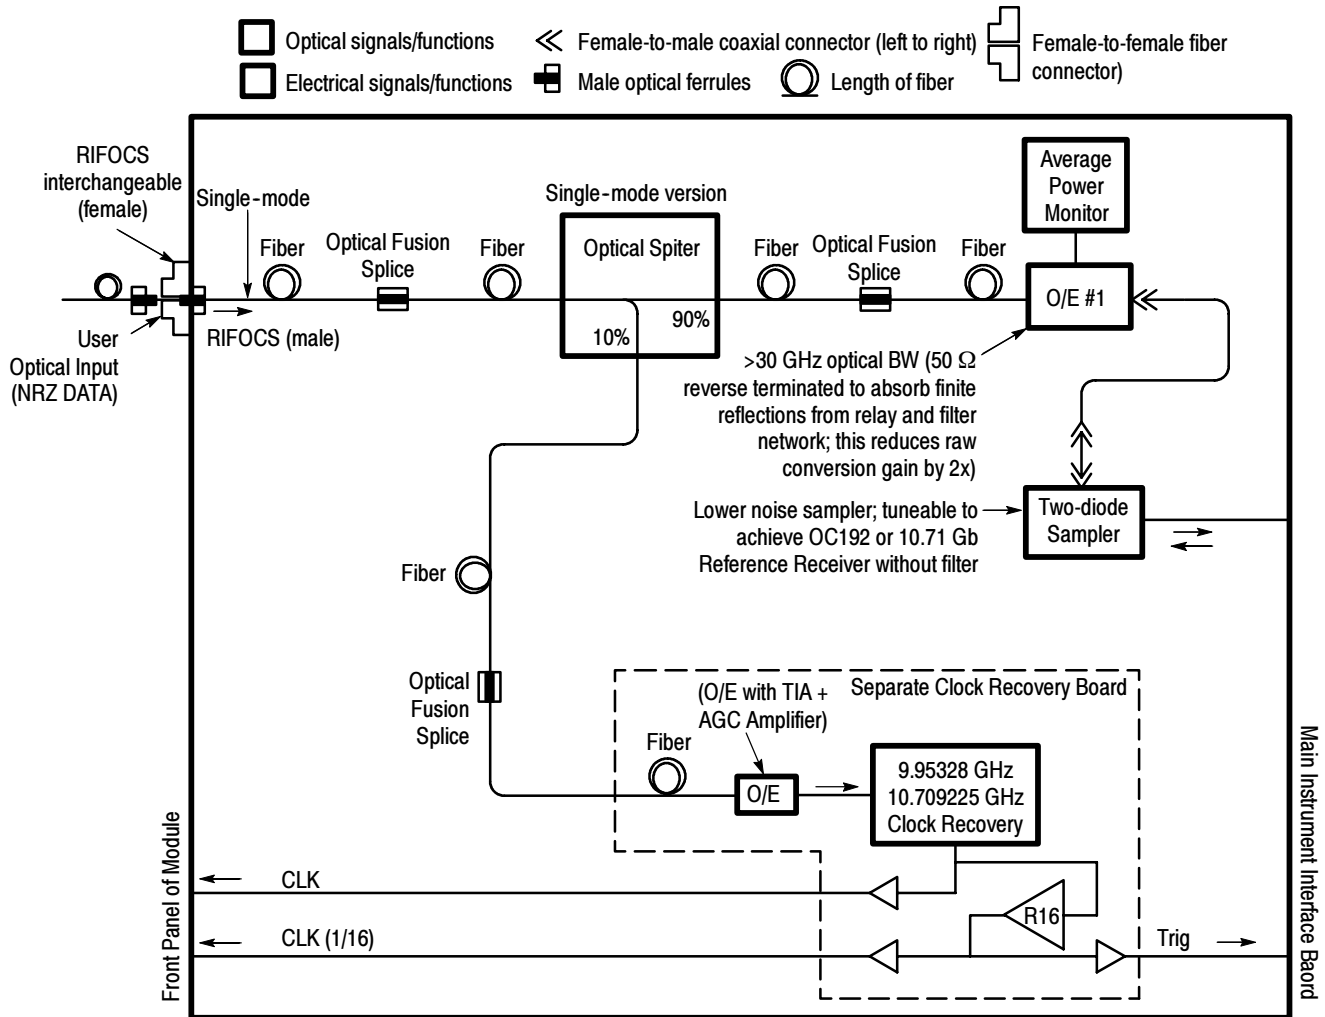 Optical signals/functions
Female-to-male coaxial connector (left to right)
Female-to-female fiber
connector)
Electrical signals/functions
Male optical ferrules
Length of fiber
RIFOCS
interchangeable
(female)
Single-mode
Fiber
Optical Fusion
Splice
Fiber
Single-mode version
Optical Spiter
90%
10%
Fiber
Optical Fusion
Splice
Fiber
Average
Power
Monitor
O/E #1
RIFOCS (male)
User
Optical Input
(NRZ DATA)
>30 GHz optical BW (50 Ω
reverse terminated to absorb finite
reflections from relay and filter
network; this reduces raw
conversion gain by 2x)
Lower noise sampler; tuneable to
achieve OC192 or 10.71 Gb
Reference Receiver without filter
Two-diode
Sampler
Fiber
Optical
Fusion
Splice
Fiber
(O/E with TIA +
AGC Amplifier)
Separate Clock Recovery Board
O/E
9.95328 GHz
10.709225 GHz
Clock Recovery
CLK
R16
CLK (1/16)
Trig
Front Panel of Module
Main Instrument Interface Baord